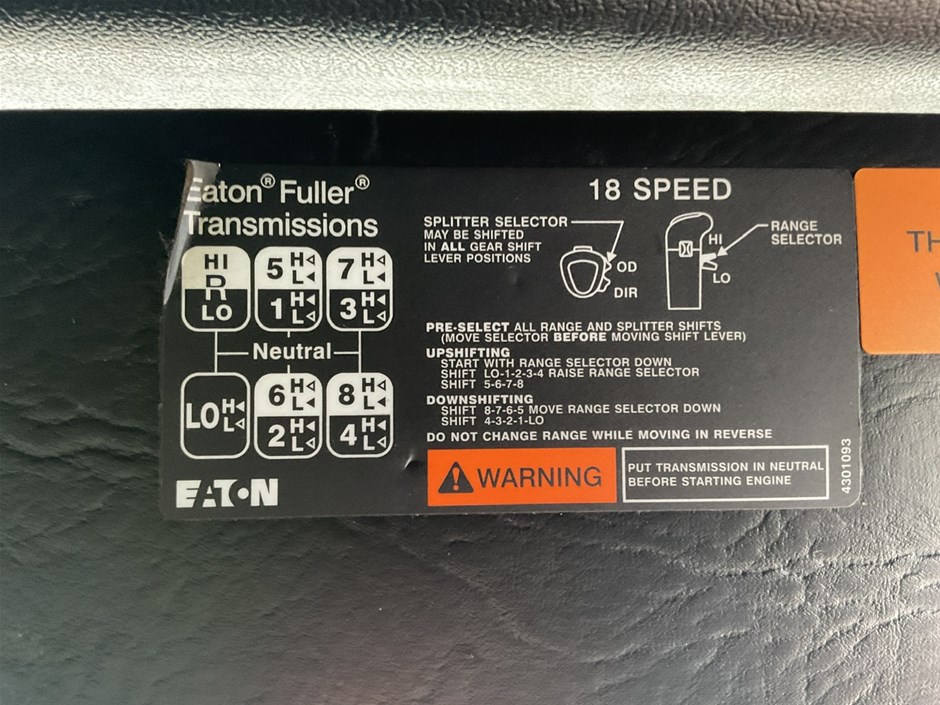 Eaton® Fuller®
Transmissions
18 SPEED
HI
R
LO
5 H L
1 H L
7 H L
3 H L
Neutral
LO H L
6 H L
2 H L
8 H L
4 H L
EATON
SPLITTER SELECTOR
MAY BE SHIFTED
IN ALL GEAR SHIFT
LEVER POSITIONS
OD
DIR
HI
LO
RANGE
SELECTOR
PRE-SELECT ALL RANGE AND SPLITTER SHIFTS
(MOVE SELECTOR BEFORE MOVING SHIFT LEVER)
UPSHIFTING
START WITH RANGE SELECTOR DOWN
SHIFT LO-1-2-3-4 RAISE RANGE SELECTOR
SHIFT 5-6-7-8
DOWNSHIFTING
SHIFT 8-7-6-5 MOVE RANGE SELECTOR DOWN
SHIFT 4-3-2-1-LO
DO NOT CHANGE RANGE WHILE MOVING IN REVERSE
WARNING
PUT TRANSMISSION IN NEUTRAL
BEFORE STARTING ENGINE
4301093